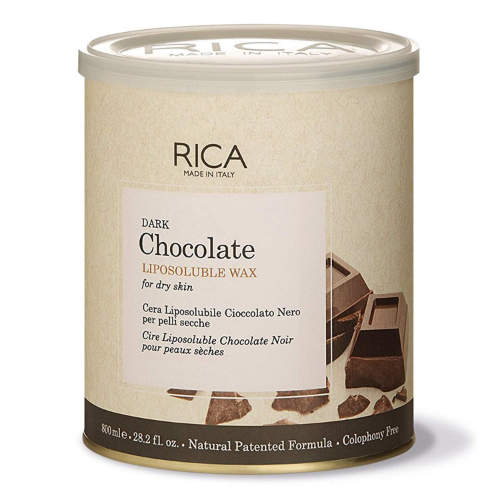 RICA
MADE IN ITALY
RICA
MADE IN ITALY
DARK
Chocolate
LIPOSOLUBLE WAX
for dry skin
Cera Liposolubile Cioccolato Nero
per pelli secche
Cire Liposoluble Chocolate Noir
pour peaux sèches
800 ml e • 28.2 fl. oz. • Natural Patented Formula • Colophony Free